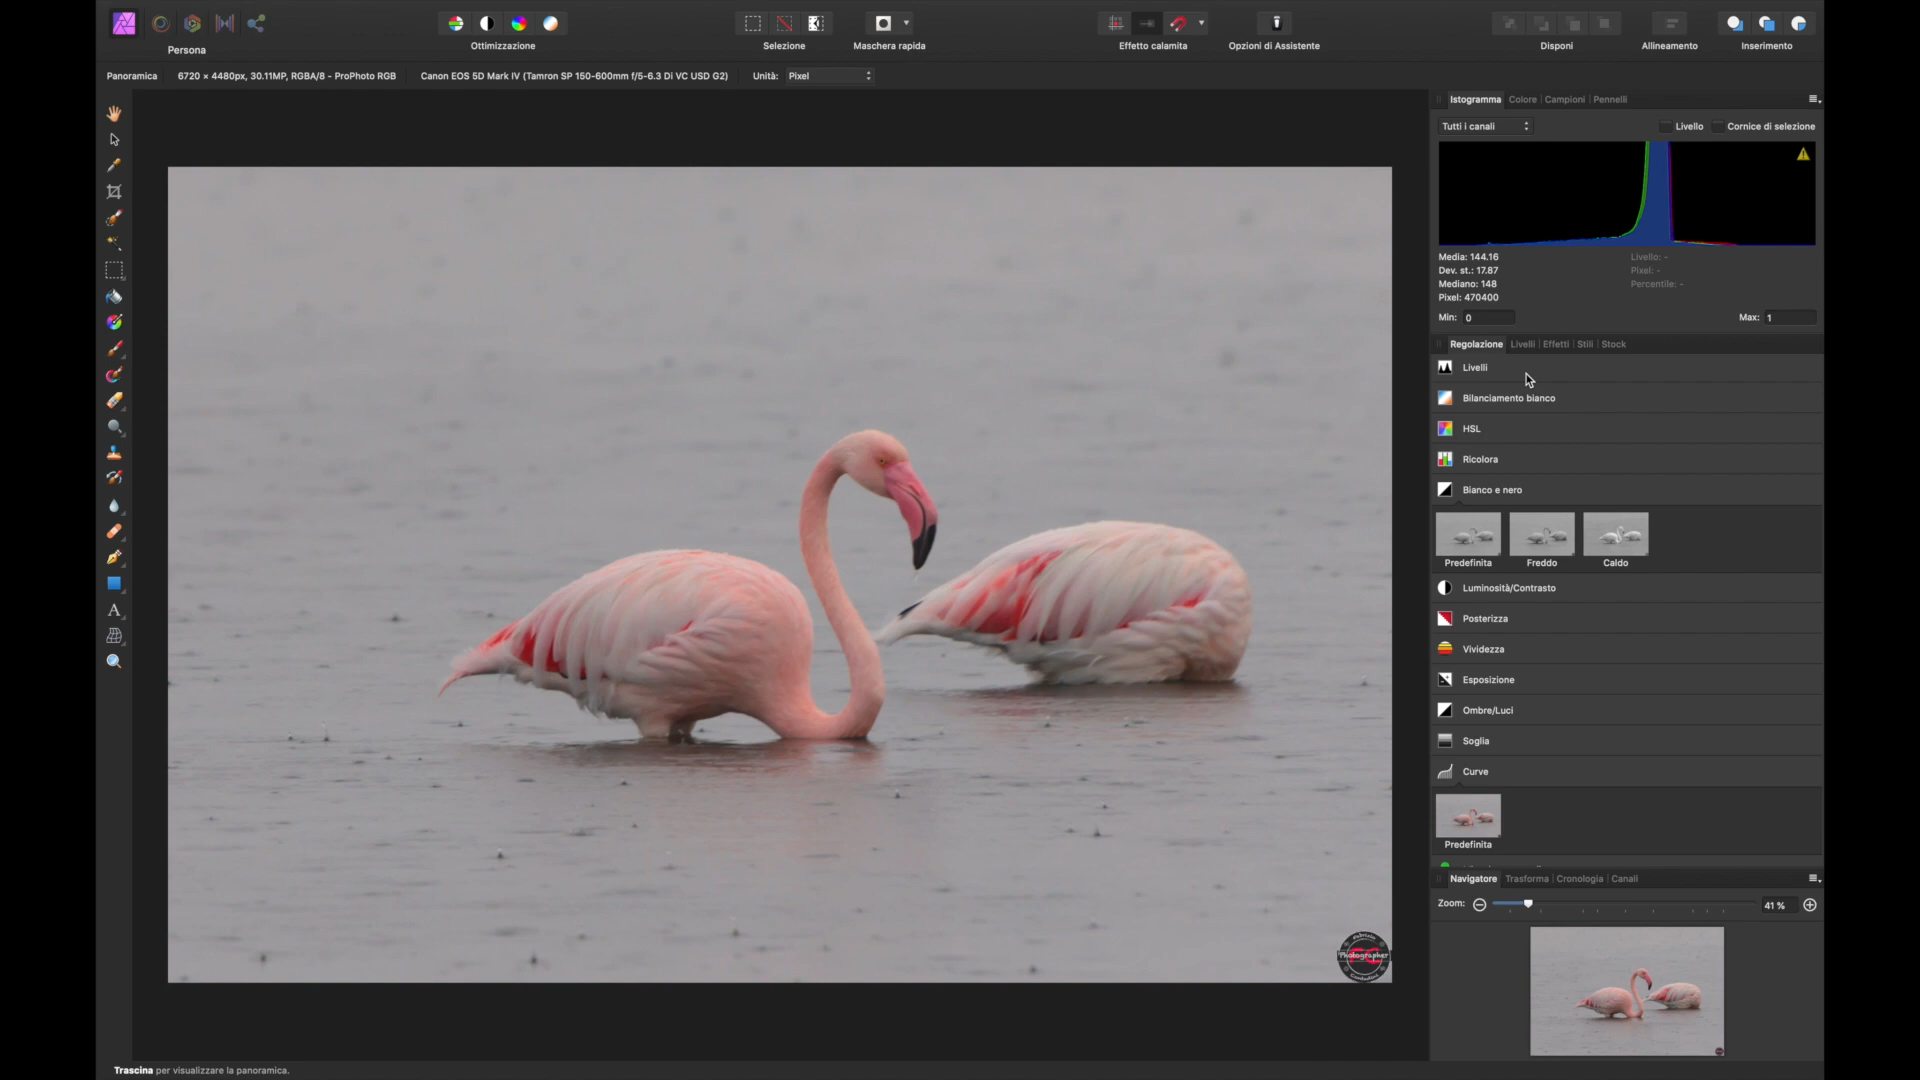 Persona
Ottimizzazione
Selezione
Maschera rapida
Effetto calamita
Opzioni di Assistente
Disponi
Allineamento
Inserimento
Panoramica 6720 × 4480px, 30.11MP, RGBA/8 - ProPhoto RGB Canon EOS 5D Mark IV (Tamron SP 150-600mm f/5-6.3 Di VC USD G2) Unità: Pixel
Istogramma Colore Campioni Pennelli
Tutti i canali Livello Cornice di selezione
Media: 144.16 Livello: -
Dev. st.: 17.87 Pixel: -
Mediano: 148 Percentile: -
Pixel: 470400
Min: 0 Max: 1
Regolazione Livelli Effetti Stili Stock
Livelli
Bilanciamento bianco
HSL
Ricolora
Bianco e nero
Predefinita Freddo Caldo
Luminosità/Contrasto
Posterizza
Vividezza
Esposizione
Ombre/Luci
Soglia
Curve
Predefinita
Navigatore Trasforma Cronologia Canali
Zoom: 41 %
Photographer
Trascina per visualizzare la panoramica.